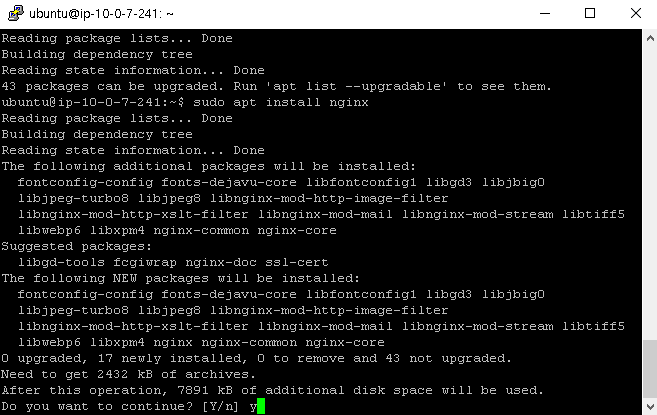 ubuntu@ip-10-0-7-241: ~
Reading package lists... Done
Building dependency tree
Reading state information... Done
43 packages can be upgraded. Run 'apt list --upgradable' to see them.
ubuntu@ip-10-0-7-241:~$ sudo apt install nginx
Reading package lists... Done
Building dependency tree
Reading state information... Done
The following additional packages will be installed:
  fontconfig-config fonts-dejavu-core libfontconfig1 libgd3 libjbig0
  libjpeg-turbo8 libjpeg8 libnginx-mod-http-image-filter
  libnginx-mod-http-xslt-filter libnginx-mod-mail libnginx-mod-stream libtiff5
  libwebp6 libxpm4 nginx-common nginx-core
Suggested packages:
  libgd-tools fcgiwrap nginx-doc ssl-cert
The following NEW packages will be installed:
  fontconfig-config fonts-dejavu-core libfontconfig1 libgd3 libjbig0
  libjpeg-turbo8 libjpeg8 libnginx-mod-http-image-filter
  libnginx-mod-http-xslt-filter libnginx-mod-mail libnginx-mod-stream libtiff5
  libwebp6 libxpm4 nginx nginx-common nginx-core
0 upgraded, 17 newly installed, 0 to remove and 43 not upgraded.
Need to get 2432 kB of archives.
After this operation, 7891 kB of additional disk space will be used.
Do you want to continue? [Y/n] y